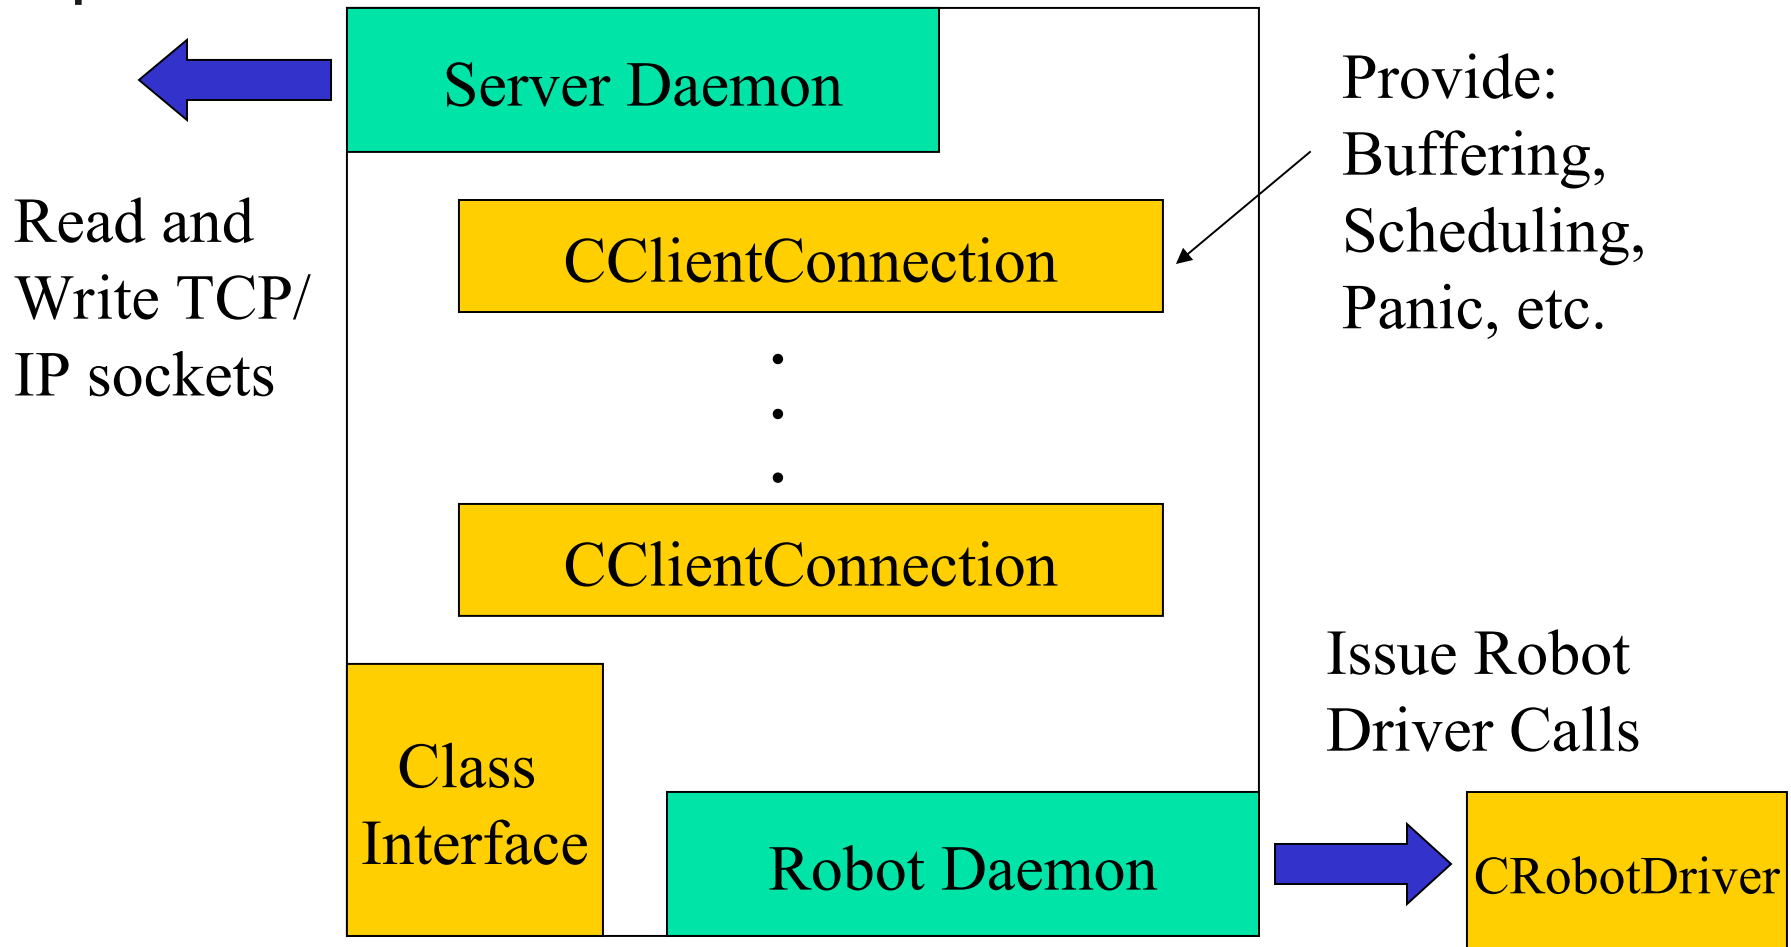 Server Daemon
Read and
Write TCP/
IP sockets
Provide:
Buffering,
Scheduling,
Panic, etc.
CClientConnection
.
.
.
CClientConnection
Class
Interface
Robot Daemon
Issue Robot
Driver Calls
CRobotDriver